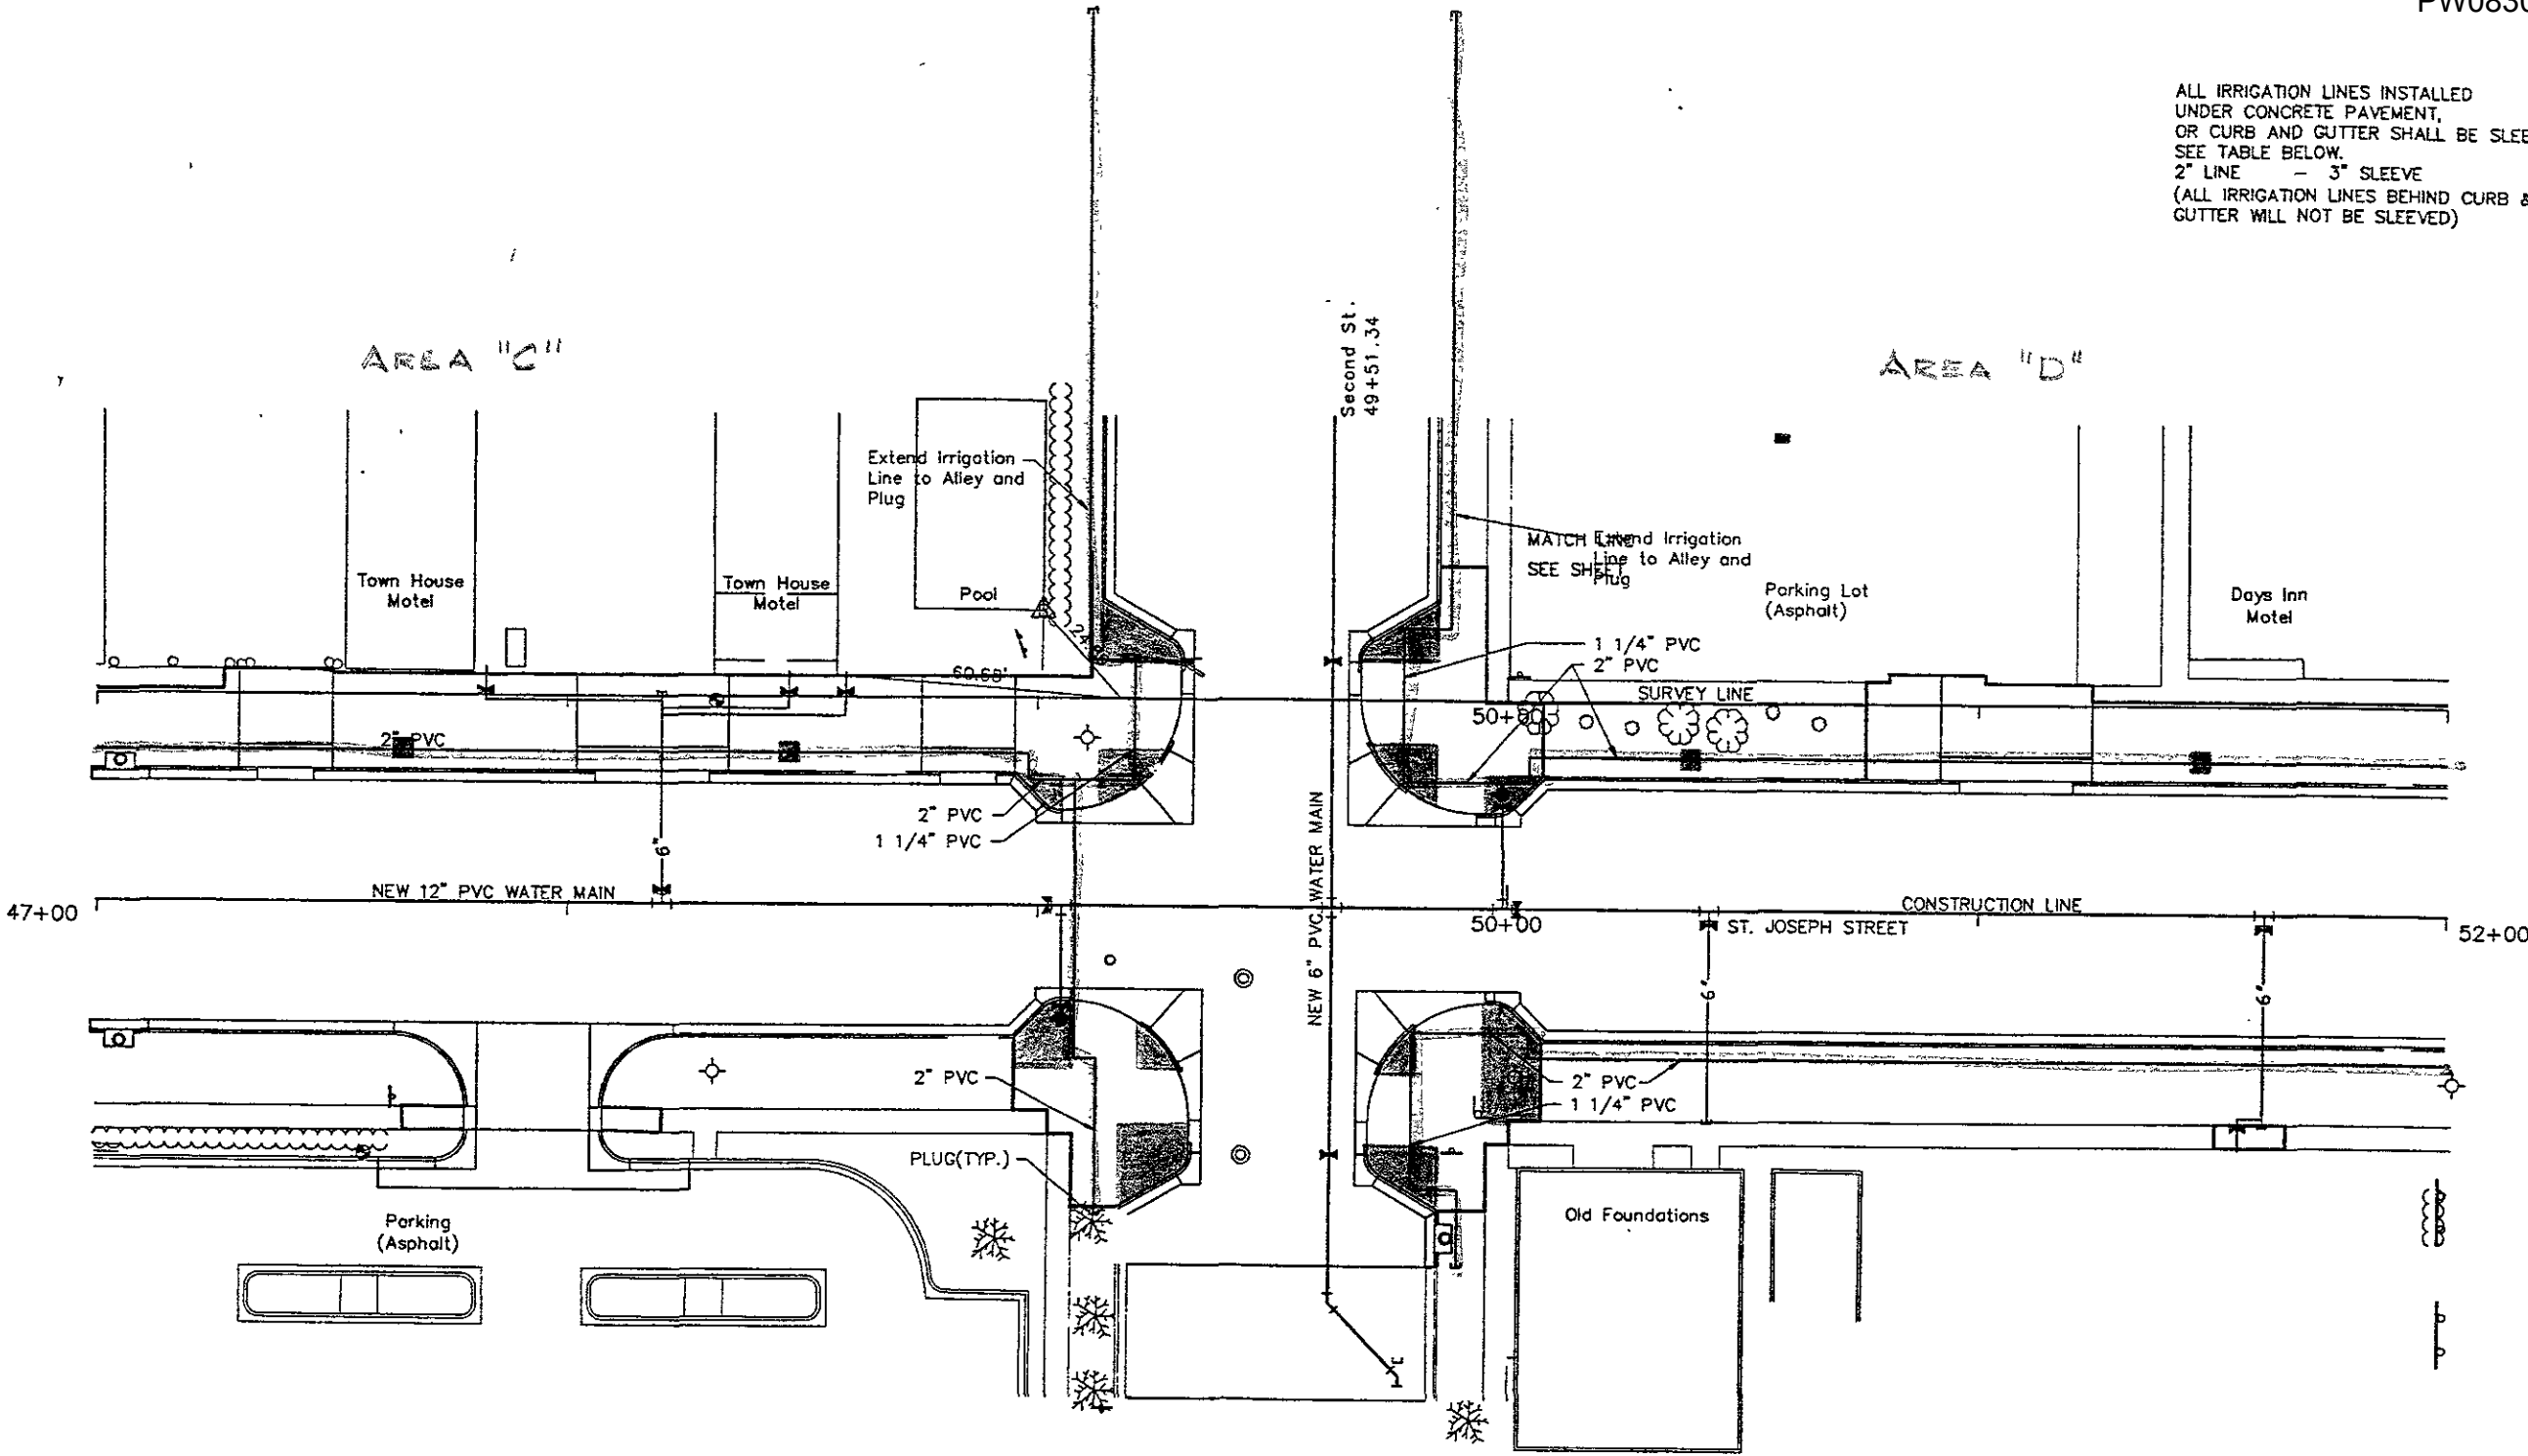 PW0830
ALL IRRIGATION LINES INSTALLED
UNDER CONCRETE PAVEMENT,
OR CURB AND GUTTER SHALL BE
SEE TABLE BELOW.
2" LINE - 3" SLEEVE
(ALL IRRIGATION LINES BEHIND CURB &
GUTTER WILL NOT BE SLEEVED)
AREA "C"
AREA "D"
Second St.
49+51.34
Extend Irrigation
Line to Alley and
Plug
MATCH LINE
SEE SHEET
Extend Irrigation
Line to Alley and
Plug
Town House
Motel
Town House
Motel
Pool
Parking Lot
(Asphalt)
Days Inn
Motel
1 1/4" PVC
2" PVC
60.68'
SURVEY LINE
50+00
2" PVC
2" PVC
1 1/4" PVC
6"
NEW 6" PVC WATER MAIN
NEW 12" PVC WATER MAIN
CONSTRUCTION LINE
47+00
50+00
ST. JOSEPH STREET
52+00
6"
6"
2" PVC
2" PVC
1 1/4" PVC
PLUG(TYP.)
Parking
(Asphalt)
Old Foundations